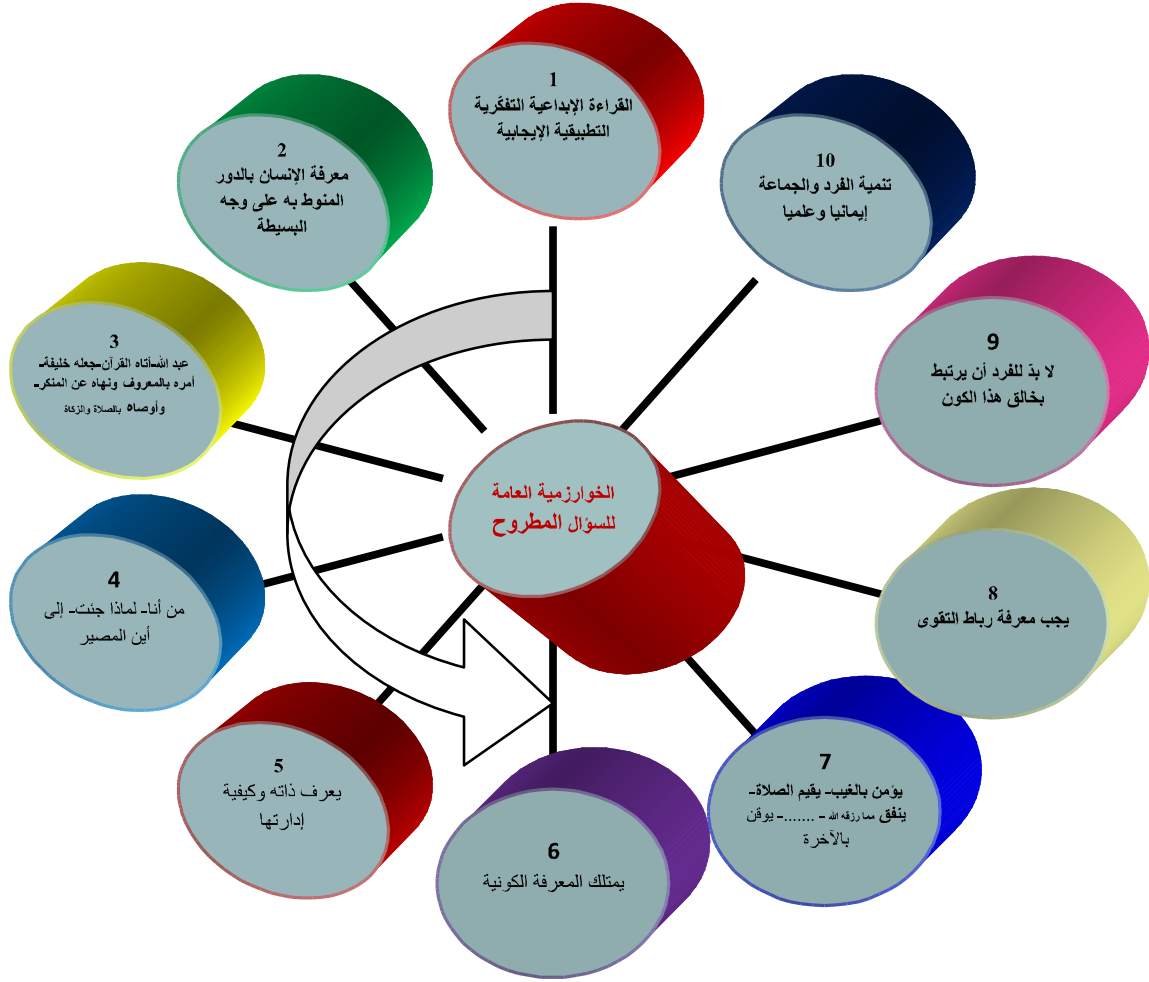 1
القراءة الإبداعية التفكّرية
التطبيقية الإيجابية
2
معرفة الإنسان بالدور
المنوط به على وجه
البسيطة
3
عبد الله-أتاه القرآن-جعله خليفة-
أمره بالمعروف ونهاه عن المنكر-
وأوصاه بالصلاة والزكاة
4
من أنا- لماذا جئت- إلى
أين المصير
5
يعرف ذاته وكيفية
إدارتها
6
يمتلك المعرفة الكونية
7
يؤمن بالغيب- يقيم الصلاة-
ينفق مما رزقه الله - .......- يوقن
بالآخرة
8
يجب معرفة رباط التقوى
9
لا بدّ للفرد أن يرتبط
بخالق هذا الكون
10
تنمية الفرد والجماعة
إيمانيا وعلميا
الخوارزمية العامة
للسؤال المطروح